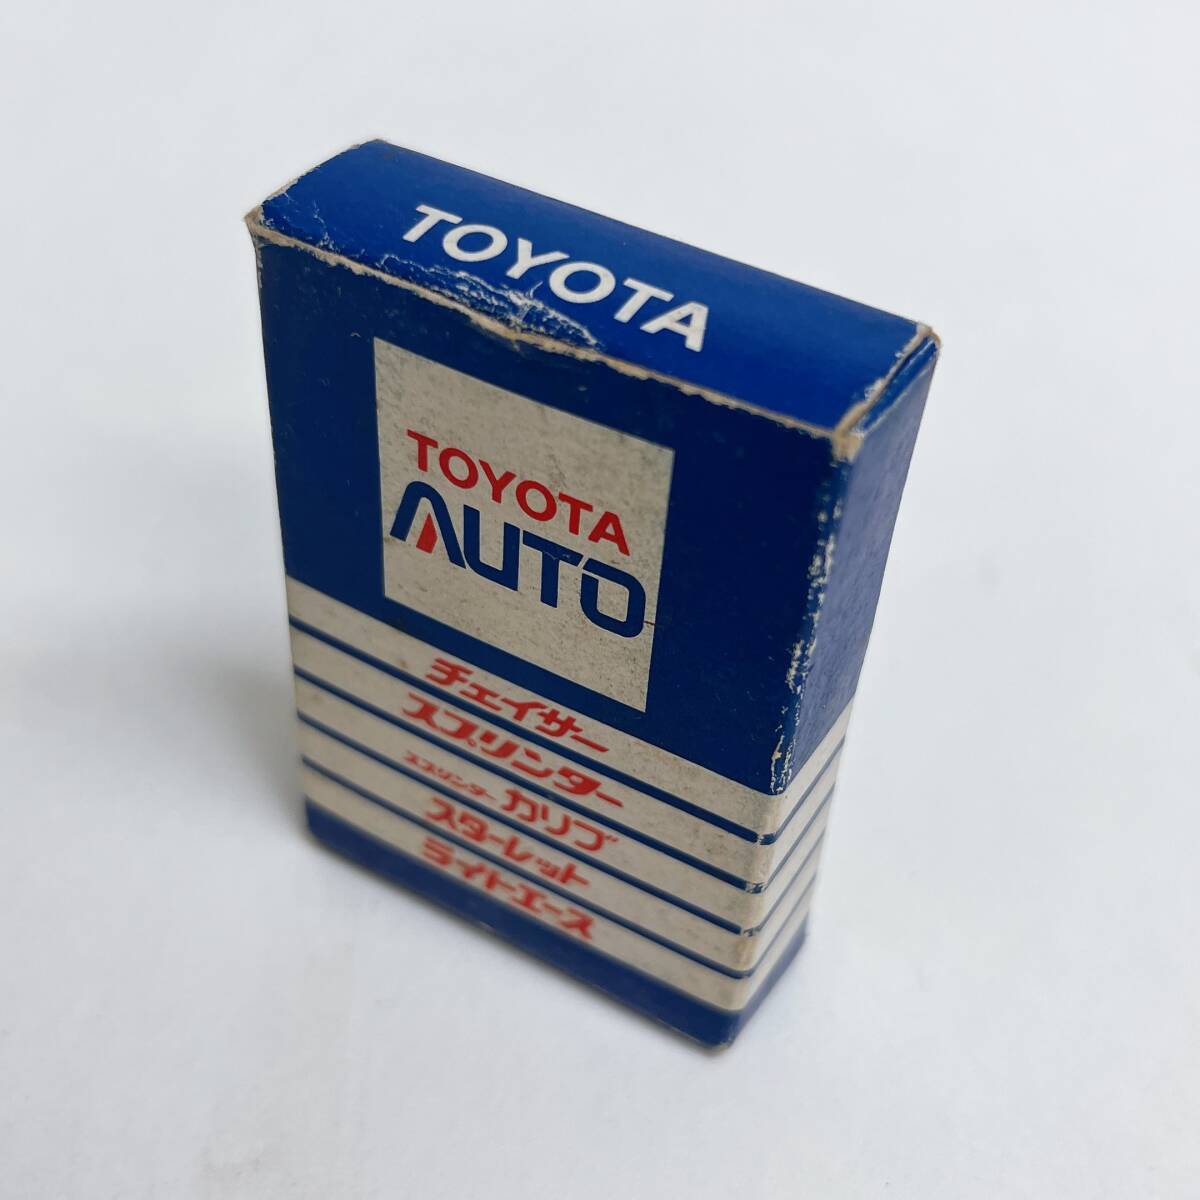 TOYOTA
TOYOTA
AUTO
チェイサー
スプリンター
スプリンター カリブ
スターレット
ライトエース